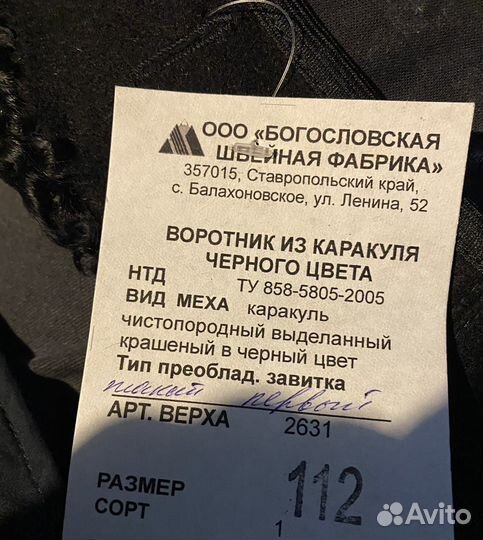 ООО «БОГОСЛОВСКАЯ
ШВЕЙНАЯ ФАБРИКА»
357015, Ставропольский край,
с. Балахоновское, ул. Ленина, 52
ВОРОТНИК ИЗ КАРАКУЛЯ
ЧЕРНОГО ЦВЕТА
НТД ТУ 858-5805-2005
ВИД МЕХА каракуль
чистопородный выделанный
крашеный в черный цвет
Тип преоблад. завитка
первый
АРТ. ВЕРХА 2631
РАЗМЕР 112
СОРТ 1
Avito